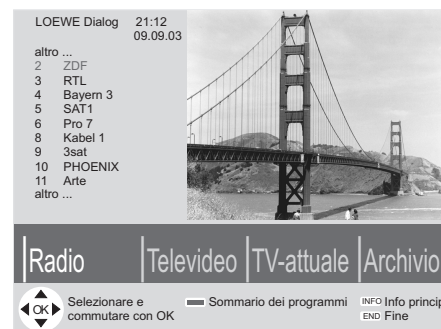 LOEWE Dialog 21:12
09.09.03
altro ...
2 ZDF
3 RTL
4 Bayern 3
5 SAT1
6 Pro 7
8 Kabel 1
9 3sat
10 PHOENIX
11 Arte
altro ...
Radio Televideo TV-attuale Archivio
OK Selezionare e commutare con OK
Sommario dei programmi
INFO Info princip
END Fine